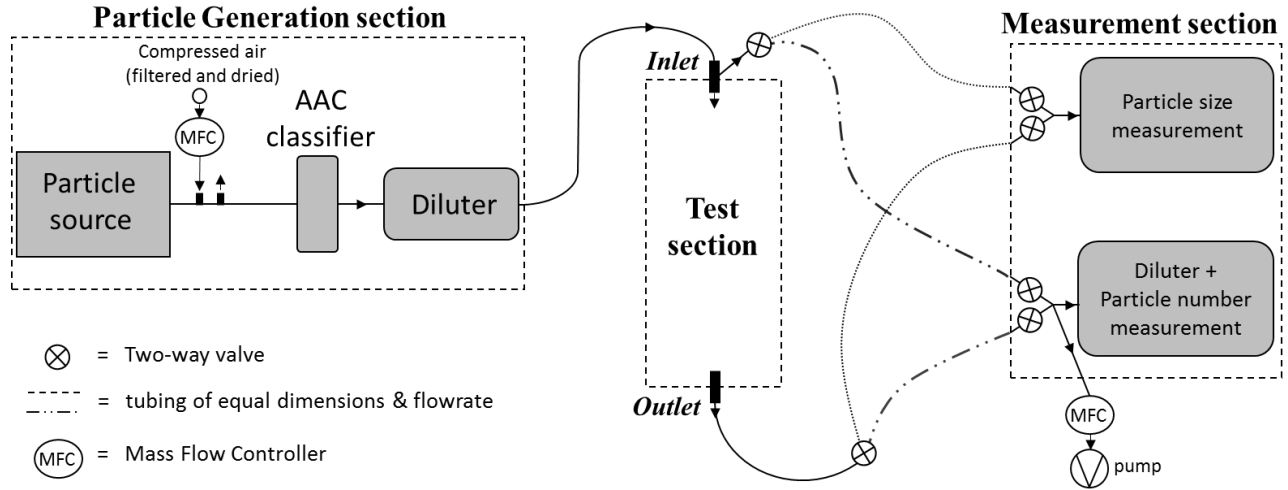 Particle Generation section
Compressed air
(filtered and dried)
MFC
AAC
classifier
Particle
source
Diluter
Inlet
Test
section
Outlet
Measurement section
Particle size
measurement
Diluter +
Particle number
measurement
MFC
pump
= Two-way valve
= tubing of equal dimensions & flowrate
MFC = Mass Flow Controller